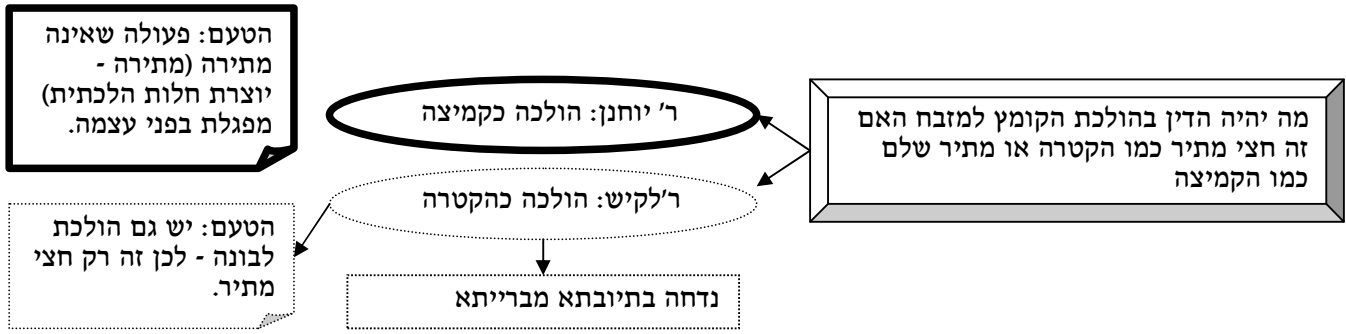 מה יהיה הדין בהולכת הקומץ למזבח האם
זה חצי מתיר כמו הקטרה או מתיר שלם
כמו הקמיצה
ר' יוחנן: הולכה כקמיצה
הטעם: פעולה שאינה
מתירה (מתירה -
יוצרת חלות הלכתית)
מפגלת בפני עצמה.
ר'לקיש: הולכה כהקטרה
הטעם: יש גם הולכת
לבונה - לכן זה רק חצי
מתיר.
נדחה בתיובתא מברייתא